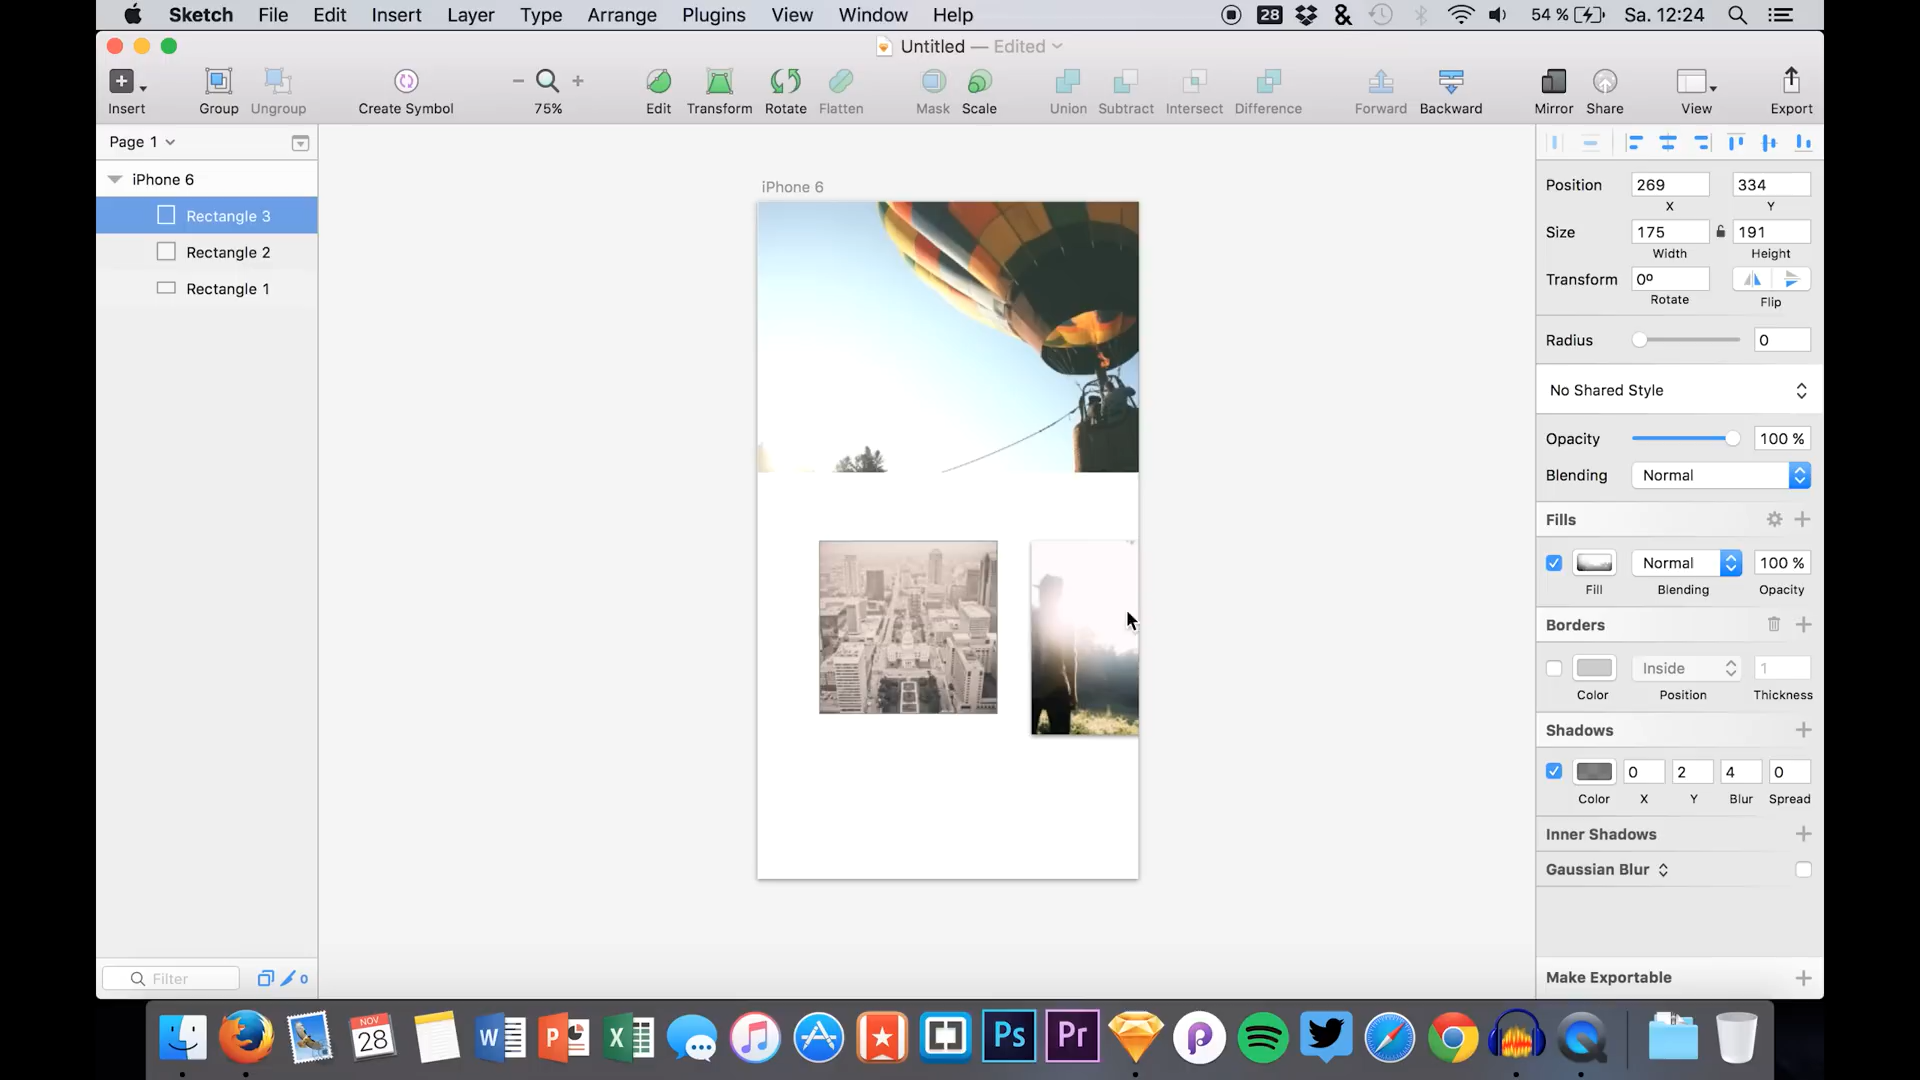 Sketch File Edit Insert Layer Type Arrange Plugins View Window Help 28 54 % Sa. 12:24
Untitled — Edited
Insert Group Ungroup Create Symbol 75% Edit Transform Rotate Flatten Mask Scale Union Subtract Intersect Difference Forward Backward Mirror Share View Export
Page 1
iPhone 6
Rectangle 3
Rectangle 2
Rectangle 1
Filter 0
iPhone 6
Position 269 334
X Y
Size 175 191
Width Height
Transform 0º
Rotate Flip
Radius 0
No Shared Style
Opacity 100 %
Blending Normal
Fills
Normal 100 %
Fill Blending Opacity
Borders
Inside 1
Color Position Thickness
Shadows
0 2 4 0
Color X Y Blur Spread
Inner Shadows
Gaussian Blur
Make Exportable
NOV
28
W P X Ps Pr